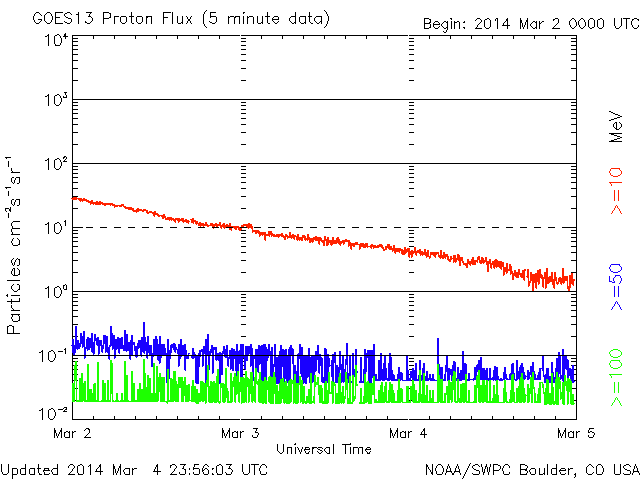 GOES13 Proton Flux (5 minute data)
Begin: 2014 Mar 2 0000 UTC
Particles cm⁻²s⁻¹sr⁻¹
10⁴
10³
10²
10¹
10⁰
10⁻¹
10⁻²
Mar 2
Mar 3
Mar 4
Mar 5
Universal Time
MeV
>=10
>=50
>=100
Updated 2014 Mar 4 23:56:03 UTC
NOAA/SWPC Boulder, CO USA